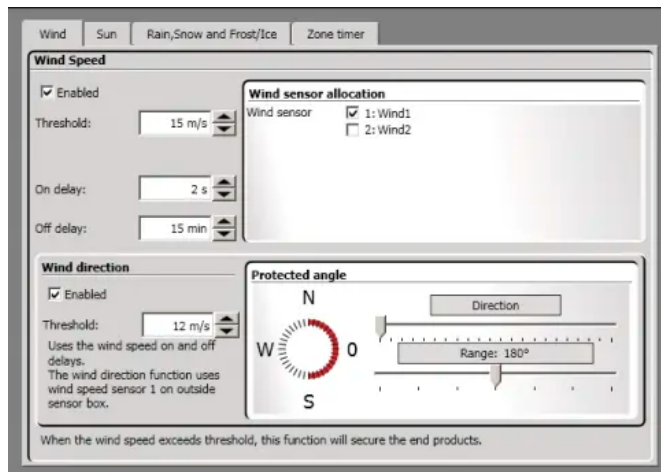 Wind
Sun
Rain,Snow and Frost/Ice
Zone timer
Wind Speed
Enabled
Threshold:
15 m/s
On delay:
2 s
Off delay:
15 min
Wind sensor allocation
Wind sensor
1: Wind1
2: Wind2
Wind direction
Enabled
Threshold:
12 m/s
Uses the wind speed on and off
delays.
The wind direction function uses
wind speed sensor 1 on outside
sensor box.
Protected angle
N
W
0
S
Direction
Range: 180°
When the wind speed exceeds threshold, this function will secure the end products.